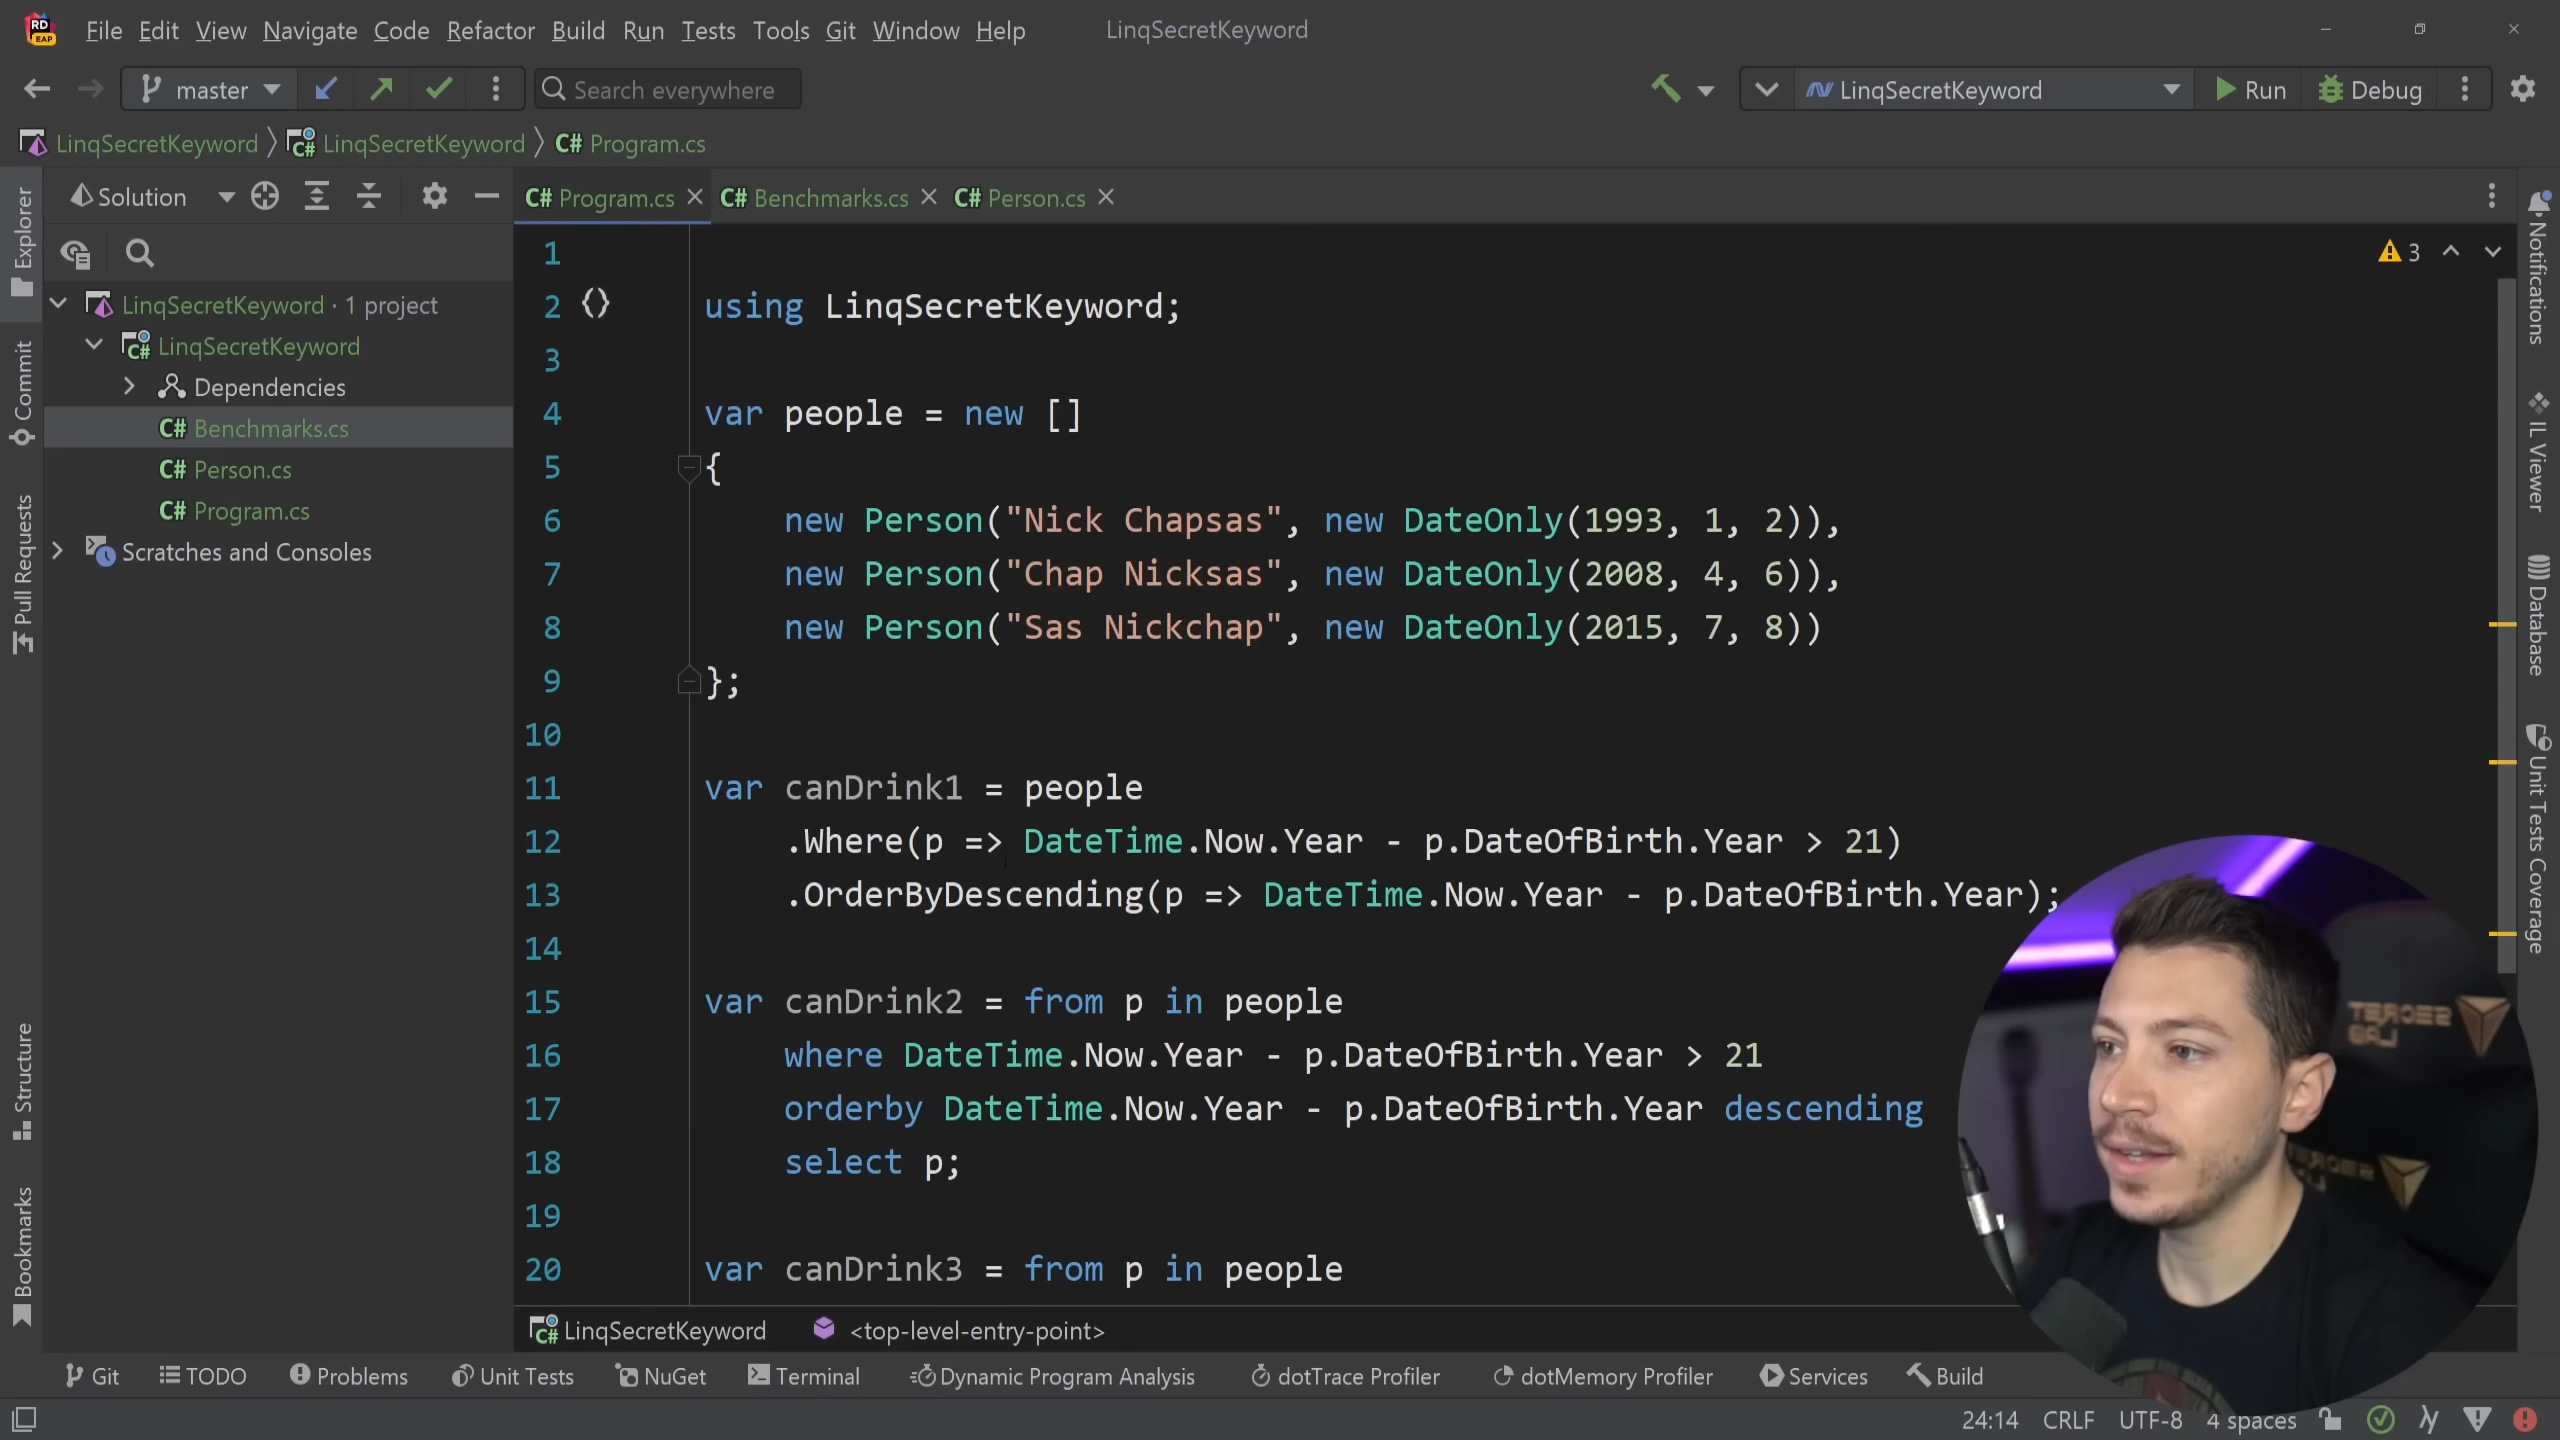 RD
EAP
File Edit View Navigate Code Refactor Build Run Tests Tools Git Window Help LinqSecretKeyword
master Search everywhere LinqSecretKeyword Run Debug
LinqSecretKeyword LinqSecretKeyword C# Program.cs
Solution C# Program.cs C# Benchmarks.cs C# Person.cs
Explorer
Commit
Pull Requests
Structure
Bookmarks
LinqSecretKeyword · 1 project
C# LinqSecretKeyword
Dependencies
C# Benchmarks.cs
C# Person.cs
C# Program.cs
Scratches and Consoles
3
1
2 using LinqSecretKeyword;
3
4 var people = new []
5 {
6 new Person("Nick Chapsas", new DateOnly(1993, 1, 2)),
7 new Person("Chap Nicksas", new DateOnly(2008, 4, 6)),
8 new Person("Sas Nickchap", new DateOnly(2015, 7, 8))
9 };
10
11 var canDrink1 = people
12 .Where(p => DateTime.Now.Year - p.DateOfBirth.Year > 21)
13 .OrderByDescending(p => DateTime.Now.Year - p.DateOfBirth.Year);
14
15 var canDrink2 = from p in people
16 where DateTime.Now.Year - p.DateOfBirth.Year > 21
17 orderby DateTime.Now.Year - p.DateOfBirth.Year descending
18 select p;
19
20 var canDrink3 = from p in people
Notifications
IL Viewer
Database
Unit Tests Coverage
SECRET
LAB
LinqSecretKeyword <top-level-entry-point>
Git TODO Problems Unit Tests NuGet Terminal Dynamic Program Analysis dotTrace Profiler dotMemory Profiler Services Build
24:14 CRLF UTF-8 4 spaces